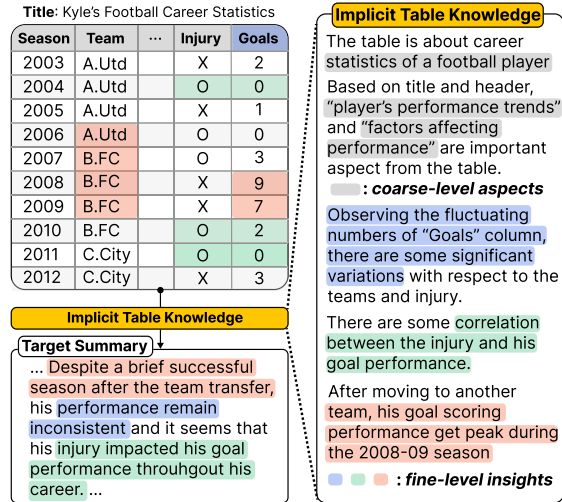 Title: Kyle's Football Career Statistics
Season Team ... Injury Goals
2003 A.Utd X 2
2004 A.Utd O 0
2005 A.Utd X 1
2006 A.Utd O 0
2007 B.FC O 3
2008 B.FC X 9
2009 B.FC X 7
2010 B.FC O 2
2011 C.City O 0
2012 C.City X 3
Implicit Table Knowledge
Target Summary
... Despite a brief successful
season after the team transfer,
his performance remain
inconsistent and it seems that
his injury impacted his goal
performance throuhgout his
career. ...
Implicit Table Knowledge
The table is about career
statistics of a football player
Based on title and header,
“player's performance trends”
and “factors affecting
performance” are important
aspect from the table.
: coarse-level aspects
Observing the fluctuating
numbers of “Goals” column,
there are some significant
variations with respect to the
teams and injury.
There are some correlation
between the injury and his
goal performance.
After moving to another
team, his goal scoring
performance get peak during
the 2008-09 season
: fine-level insights